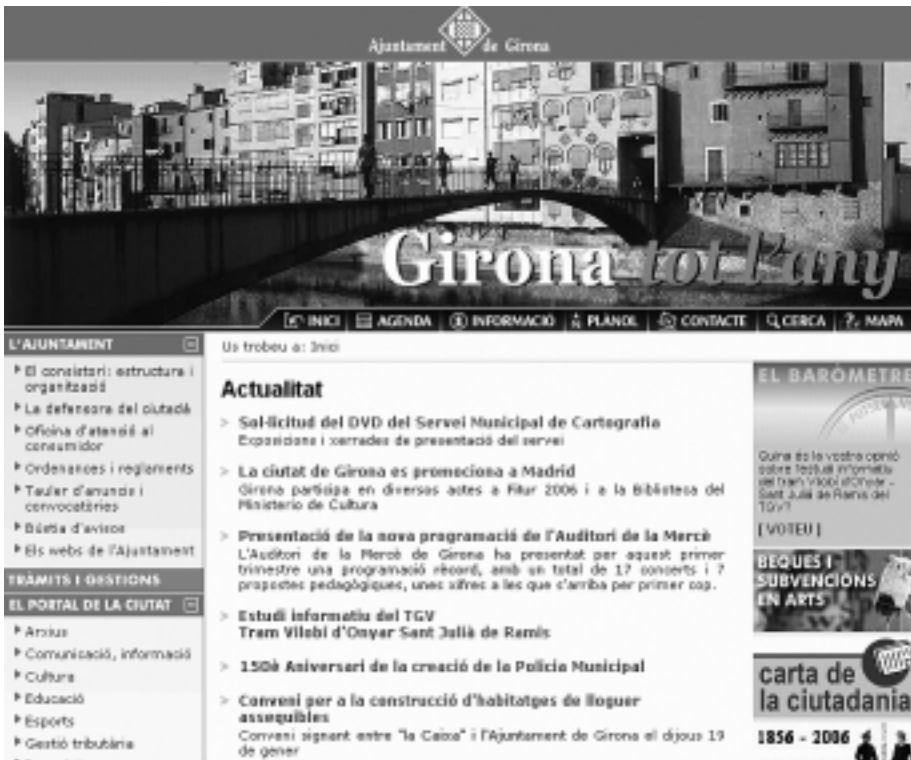 Ajuntament de Girona
Girona tot l'any
INICI AGENDA INFORMACIÓ PLÀNOL CONTACTE CERCA MAPA
L'AJUNTAMENT
El consistori: estructura i
organització
La defensora del ciutadà
Oficina d'atenció al
consumidor
Ordenances i reglaments
Tauler d'anuncis i
convocatòries
Bústia d'avisos
Els webs de l'Ajuntament
TRÀMITS I GESTIONS
EL PORTAL DE LA CIUTAT
Arxius
Comunicació, informació
Cultura
Educació
Esports
Gestió tributària
Us trobeu a: Inici
Actualitat
> Sol·licitud del DVD del Servei Municipal de Cartografia
Exposicions i xerrades de presentació del servei
> La ciutat de Girona es promociona a Madrid
Girona participa en diversos actes a Fitur 2006 i a la Biblioteca del
Ministerio de Cultura
> Presentació de la nova programació de l'Auditori de la Mercè
L'Auditori de la Mercè de Girona ha presentat per aquest primer
trimestre una programació rècord, amb un total de 17 concerts i 7
propostes pedagògiques, unes xifres a les que s'arriba per primer cop.
> Estudi informatiu del TGV
Tram Vilobí d'Onyar Sant Julià de Ramis
> 150è Aniversari de la creació de la Policia Municipal
> Conveni per a la construcció d'habitatges de lloguer
assequibles
Conveni signant entre "la Caixa" i l'Ajuntament de Girona el dijous 19
de gener
EL BARÒMETRE
Quina és la vostra opinió
sobre l'estudi informatiu
del tram Vilobí d'Onyar -
Sant Julià de Ramis del
TGV?
[VOTEU]
BEQUES I
SUBVENCIONS
EN ARTS
carta de
la ciutadania
1856 - 2006